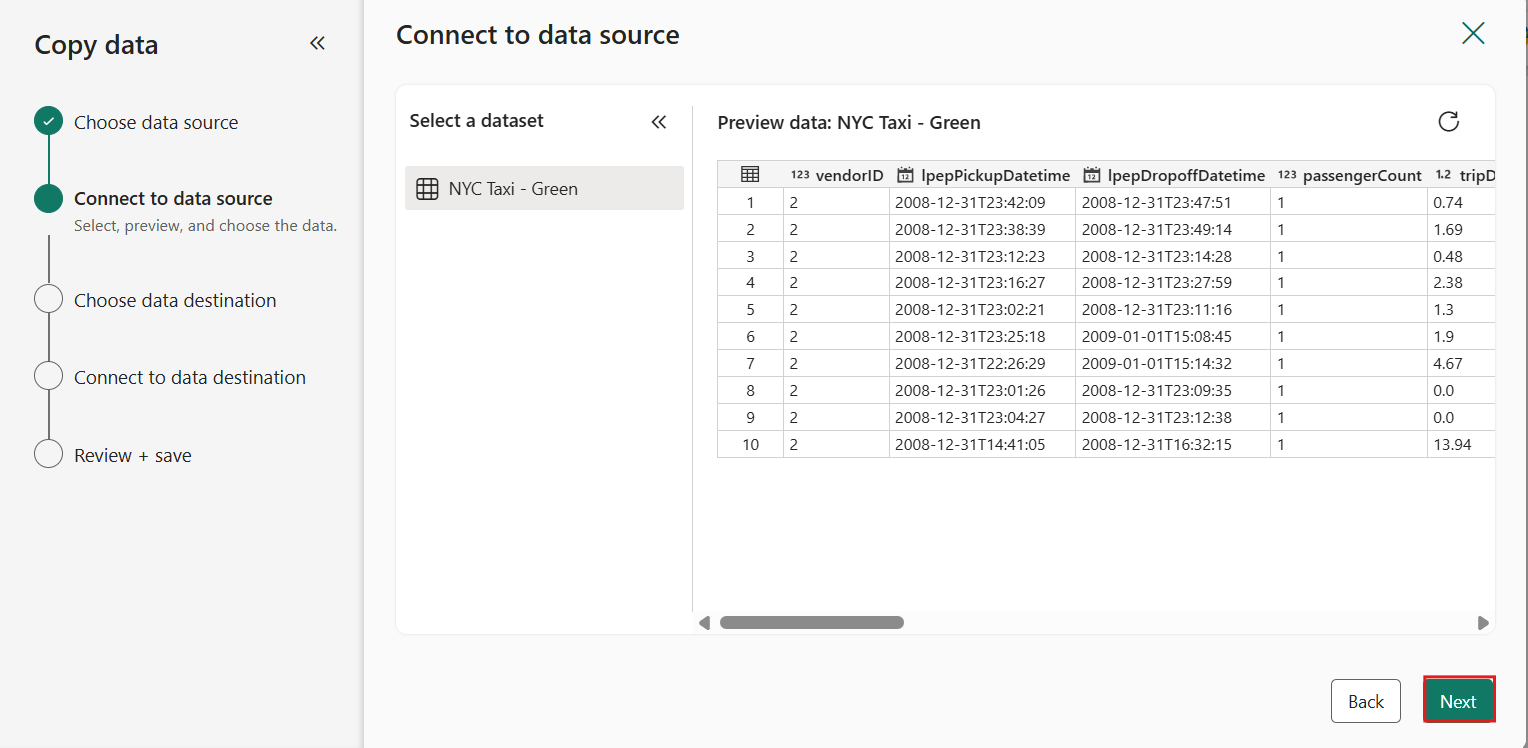 Copy data
Choose data source
Connect to data source
Select, preview, and choose the data.
Choose data destination
Connect to data destination
Review + save
Connect to data source
Select a dataset
NYC Taxi - Green
Preview data: NYC Taxi - Green
123 vendorID 12 lpepPickupDatetime 12 lpepDropoffDatetime 123 passengerCount 1.2 tripD
1 2 2008-12-31T23:42:09 2008-12-31T23:47:51 1 0.74
2 2 2008-12-31T23:38:39 2008-12-31T23:49:14 1 1.69
3 2 2008-12-31T23:12:23 2008-12-31T23:14:28 1 0.48
4 2 2008-12-31T23:16:27 2008-12-31T23:27:59 1 2.38
5 2 2008-12-31T23:02:21 2008-12-31T23:11:16 1 1.3
6 2 2008-12-31T23:25:18 2009-01-01T15:08:45 1 1.9
7 2 2008-12-31T22:26:29 2009-01-01T15:14:32 1 4.67
8 2 2008-12-31T23:01:26 2008-12-31T23:09:35 1 0.0
9 2 2008-12-31T23:04:27 2008-12-31T23:12:38 1 0.0
10 2 2008-12-31T14:41:05 2008-12-31T16:32:15 1 13.94
Back Next